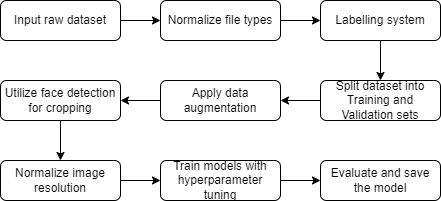 Input raw dataset
Normalize file types
Labelling system
Split dataset into
Training and
Validation sets
Apply data
augmentation
Utilize face detection
for cropping
Normalize image
resolution
Train models with
hyperparameter
tuning
Evaluate and save
the model